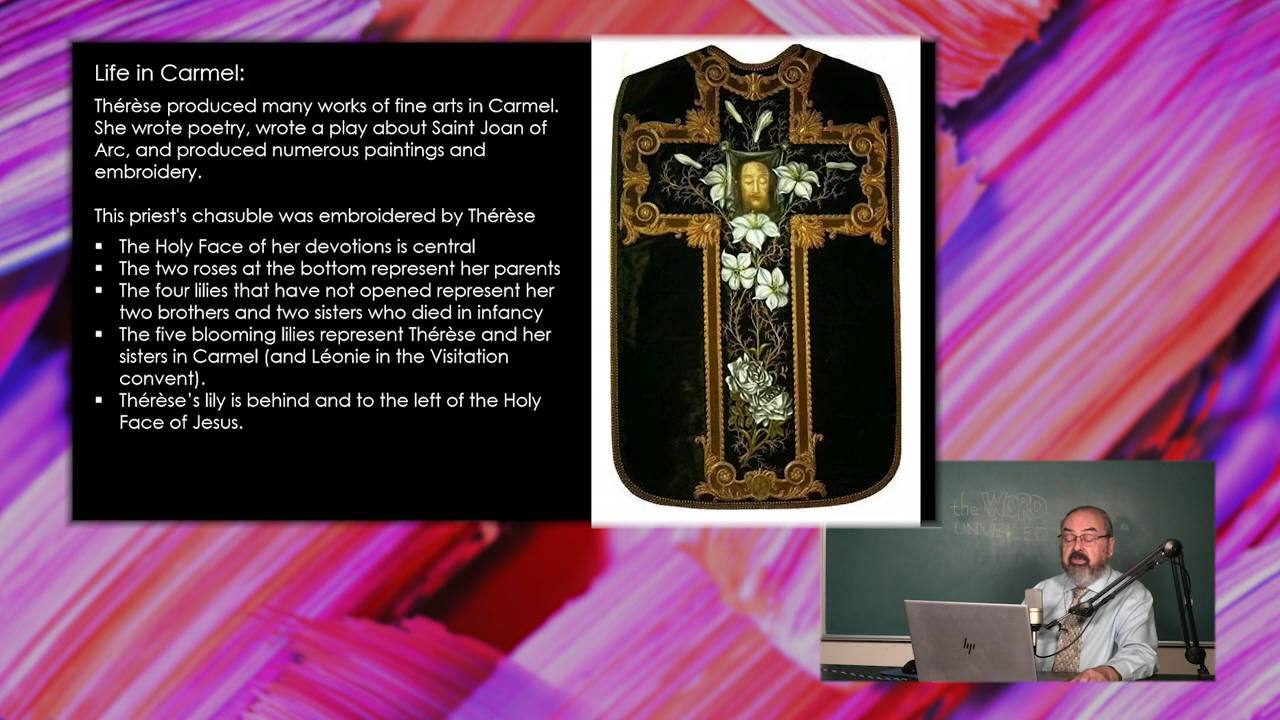 Life in Carmel:
Thérèse produced many works of fine arts in Carmel.
She wrote poetry, wrote a play about Saint Joan of
Arc, and produced numerous paintings and
embroidery.
This priest's chasuble was embroidered by Thérèse
▪ The Holy Face of her devotions is central
▪ The two roses at the bottom represent her parents
▪ The four lilies that have not opened represent her
two brothers and two sisters who died in infancy
▪ The five blooming lilies represent Thérèse and her
sisters in Carmel (and Léonie in the Visitation
convent).
▪ Thérèse’s lily is behind and to the left of the Holy
Face of Jesus.
the WORD
UNVEILED
hp